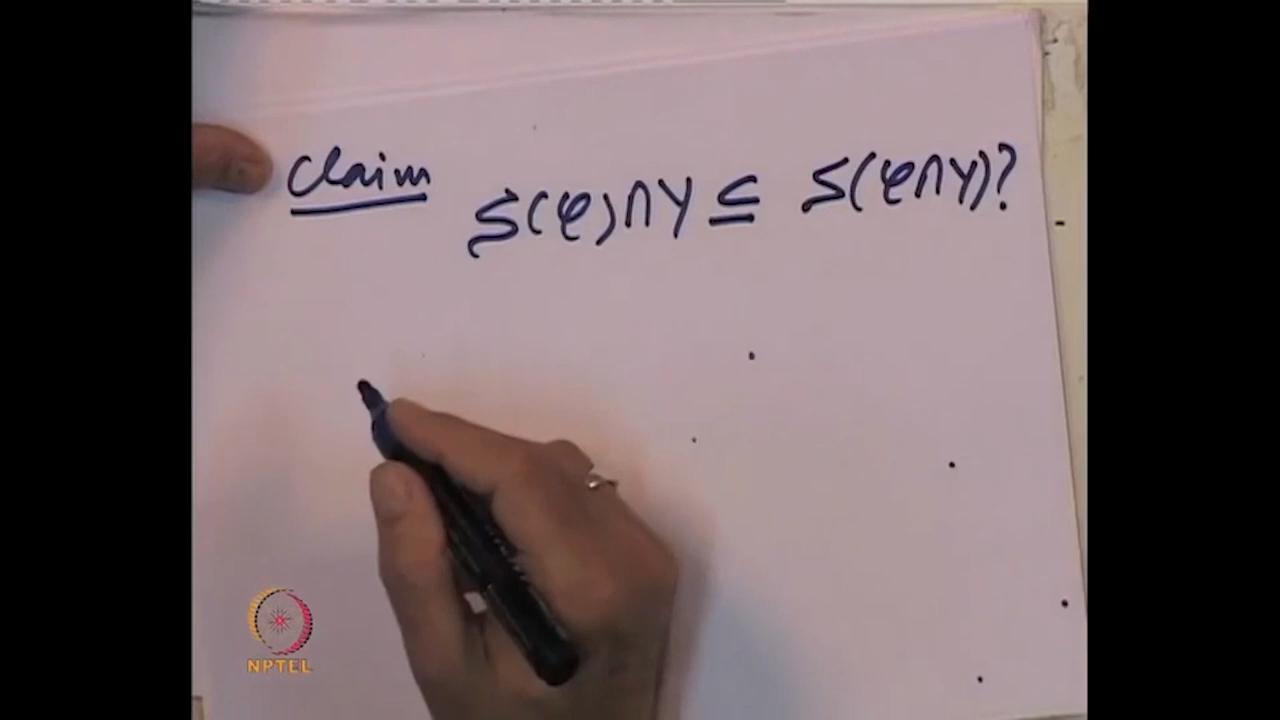 Claim S(φ)∩Y ⊆ S(φ∩Y)?
NPTEL